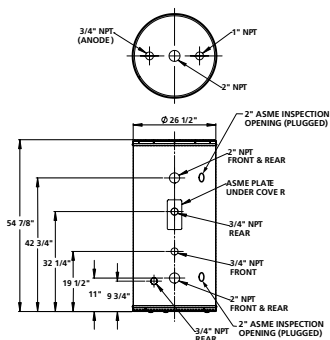 3/4" NPT
(ANODE)
1" NPT
2" NPT
Ø 26 1/2"
2" ASME INSPECTION
OPENING (PLUGGED)
2" NPT
FRONT & REAR
ASME PLATE
UNDER COVE R
54 7/8"
42 3/4"
3/4" NPT
REAR
32 1/4"
3/4" NPT
FRONT
19 1/2"
11"
9 3/4"
2" NPT
FRONT & REAR
2" ASME INSPECTION
OPENING (PLUGGED)
3/4" NPT
REAR